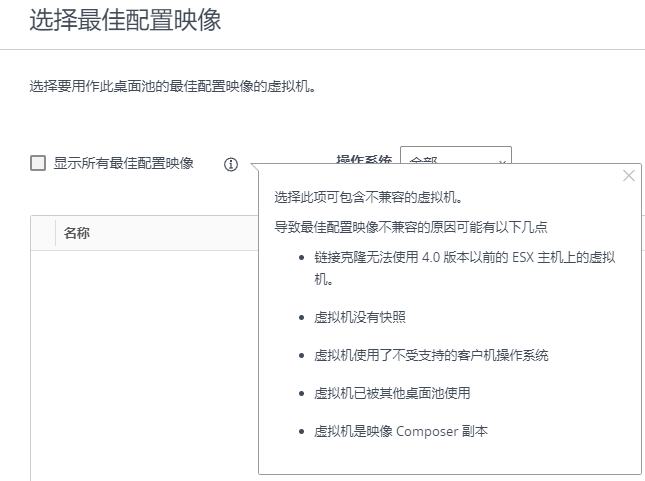 选择最佳配置映像
选择要用作此桌面池的最佳配置映像的虚拟机。
显示所有最佳配置映像
操作系统
全部
名称
选择此项可包含不兼容的虚拟机。
导致最佳配置映像不兼容的原因可能有以下几点
链接克隆无法使用 4.0 版本以前的 ESX 主机上的虚拟
机。
虚拟机没有快照
虚拟机使用了不受支持的客户机操作系统
虚拟机已被其他桌面池使用
虚拟机是映像 Composer 副本